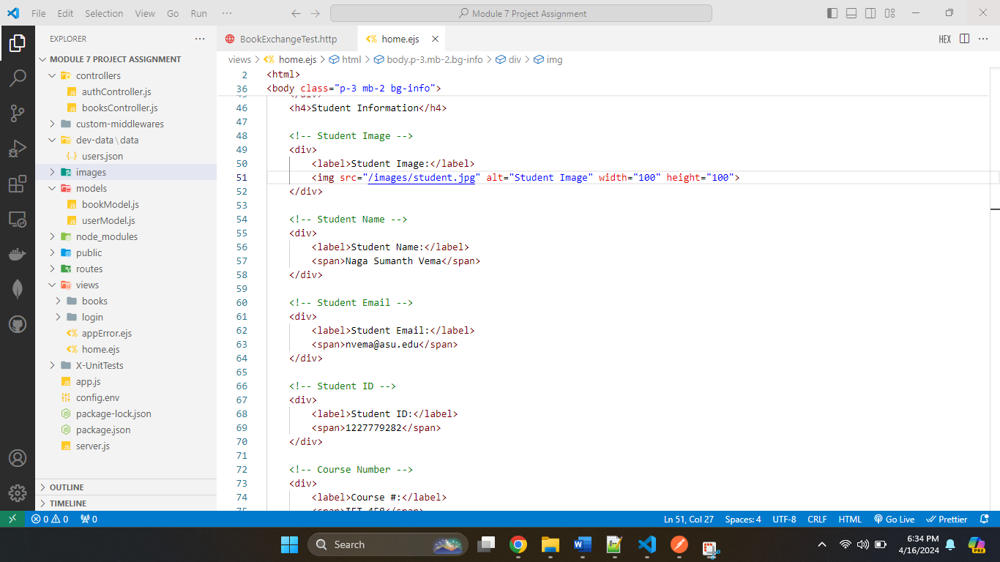 File Edit Selection View Go Run ··· Module 7 Project Assignment
EXPLORER ···
BookExchangeTest.http
home.ejs
HEX
MODULE 7 PROJECT ASSIGNMENT
controllers
authController.js
booksController.js
custom-middlewares
dev-data\data
users.json
images
models
bookModel.js
userModel.js
node_modules
public
routes
views
books
login
appError.ejs
home.ejs
X-UnitTests
app.js
config.env
package-lock.json
package.json
server.js
OUTLINE
TIMELINE
views > home.ejs > html > body.p-3.mb-2.bg-info > div > img
2 <html>
36 <body class="p-3 mb-2 bg-info">
45 </div>
46 <h4>Student Information</h4>
47
48 <!-- Student Image -->
49 <div>
50 <label>Student Image:</label>
51 <img src="/images/student.jpg" alt="Student Image" width="100" height="100">
52 </div>
53
54 <!-- Student Name -->
55 <div>
56 <label>Student Name:</label>
57 <span>Naga Sumanth Vema</span>
58 </div>
59
60 <!-- Student Email -->
61 <div>
62 <label>Student Email:</label>
63 <span>nvema@asu.edu</span>
64 </div>
65
66 <!-- Student ID -->
67 <div>
68 <label>Student ID:</label>
69 <span>1227779282</span>
70 </div>
71
72 <!-- Course Number -->
73 <div>
74 <label>Course #:</label>
75 <span>IFT 458</span>
0 0 0 Ln 51, Col 27 Spaces: 4 UTF-8 CRLF HTML Go Live Prettier
Search
6:34 PM
4/16/2024
PRE